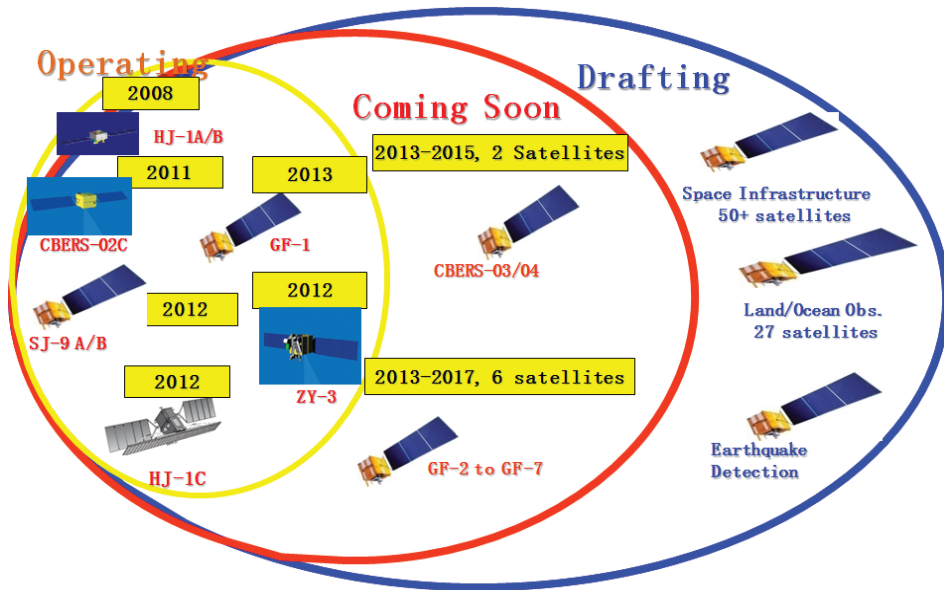 Operating
2008
HJ-1A/B
2011
CBERS-02C
2013
GF-1
SJ-9 A/B
2012
2012
ZY-3
2012
HJ-1C
Coming Soon
2013-2015, 2 Satellites
CBERS-03/04
2013-2017, 6 satellites
GF-2 to GF-7
Drafting
Space Infrastructure
50+ satellites
Land/Ocean Obs.
27 satellites
Earthquake
Detection